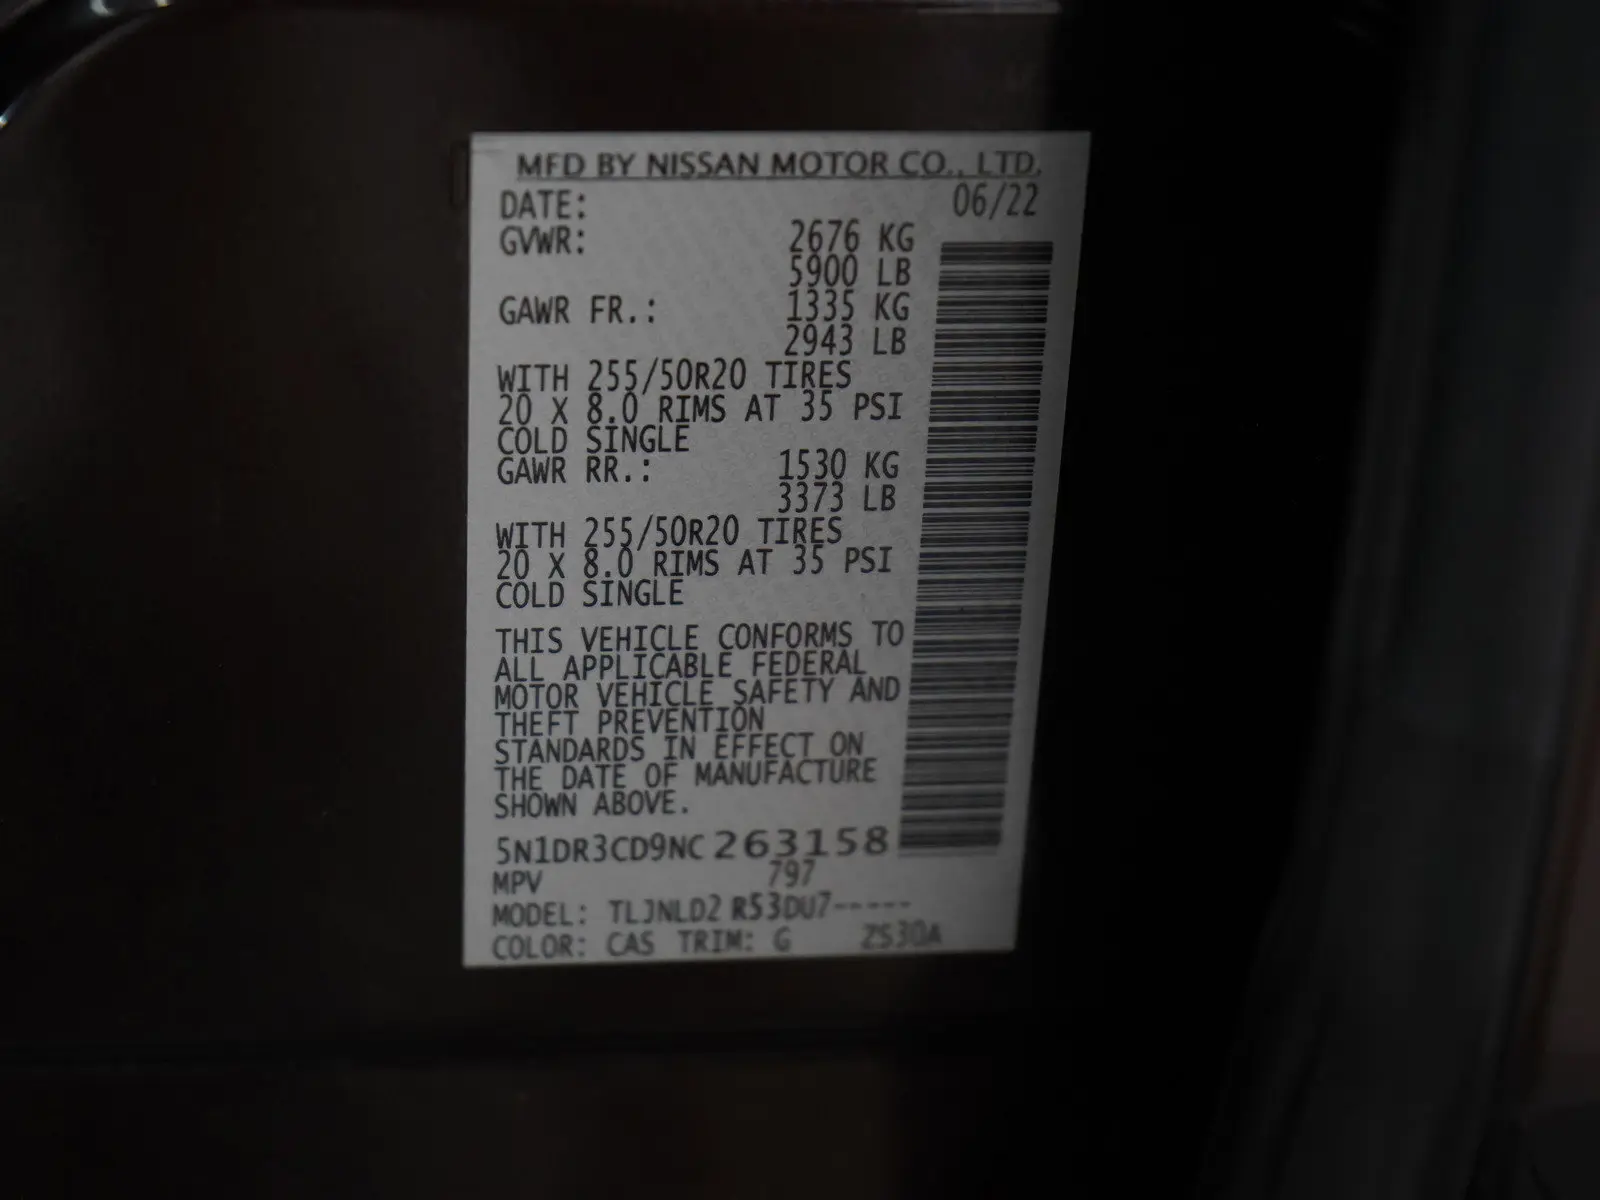 MFD BY NISSAN MOTOR CO., LTD.
DATE: 06/22
GVWR: 2676 KG
5900 LB
GAWR FR.: 1335 KG
2943 LB
WITH 255/50R20 TIRES
20 X 8.0 RIMS AT 35 PSI
COLD SINGLE
GAWR RR.: 1530 KG
3373 LB
WITH 255/50R20 TIRES
20 X 8.0 RIMS AT 35 PSI
COLD SINGLE
THIS VEHICLE CONFORMS TO
ALL APPLICABLE FEDERAL
MOTOR VEHICLE SAFETY AND
THEFT PREVENTION
STANDARDS IN EFFECT ON
THE DATE OF MANUFACTURE
SHOWN ABOVE.
5N1DR3CD9NC263158
MPV 797
MODEL: TLJNLD2 R53DU7-----
COLOR: CAS TRIM: G ZS30A